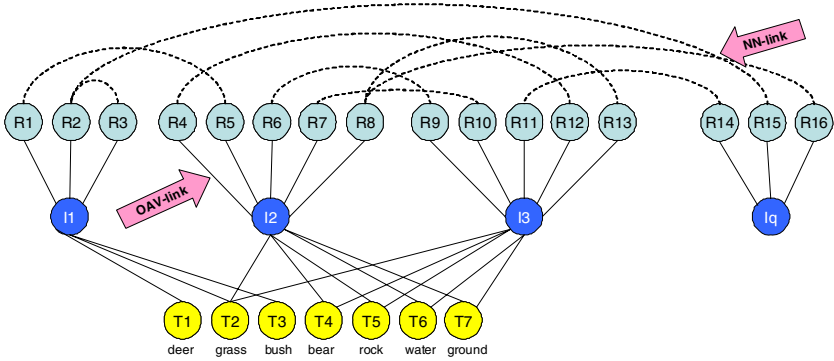 NN-link
R1 R2 R3 R4 R5 R6 R7 R8 R9 R10 R11 R12 R13 R14 R15 R16
OAV-link
I1 I2 I3 Iq
T1 T2 T3 T4 T5 T6 T7
deer grass bush bear rock water ground